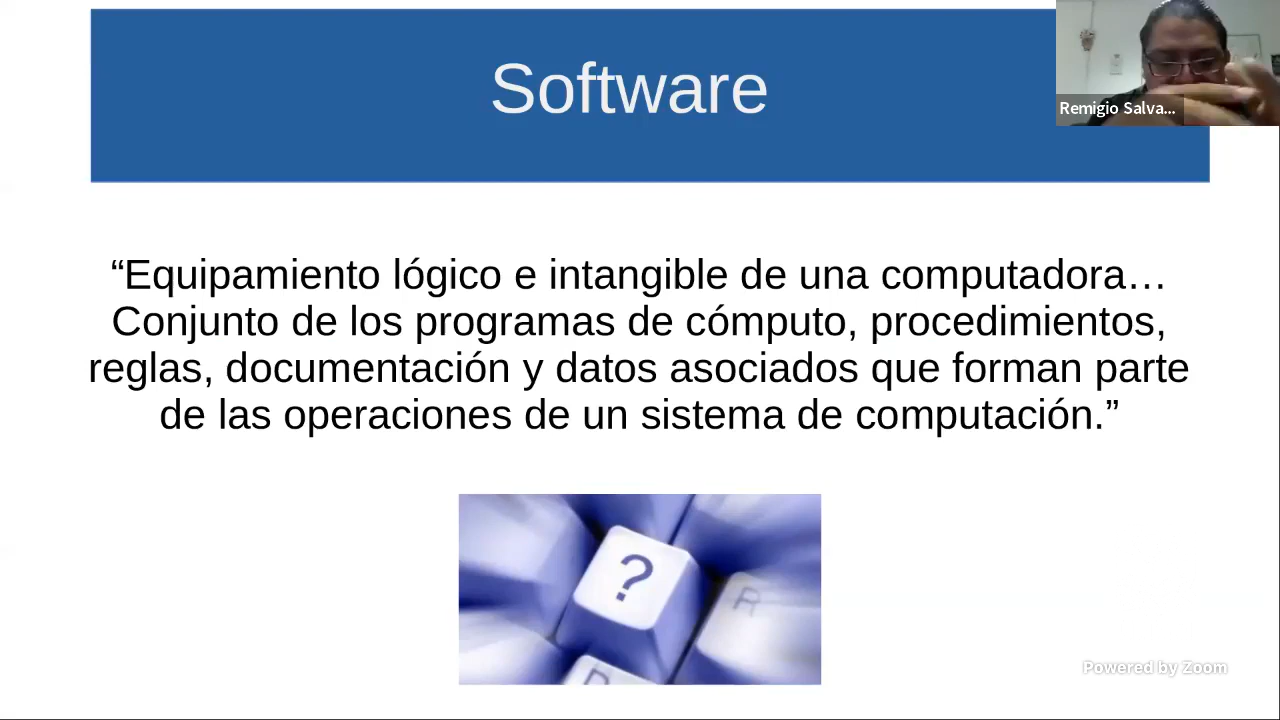 Software
Remigio Salva...
“Equipamiento lógico e intangible de una computadora…
Conjunto de los programas de cómputo, procedimientos,
reglas, documentación y datos asociados que forman parte
de las operaciones de un sistema de computación.”
?
R
Powered by Zoom